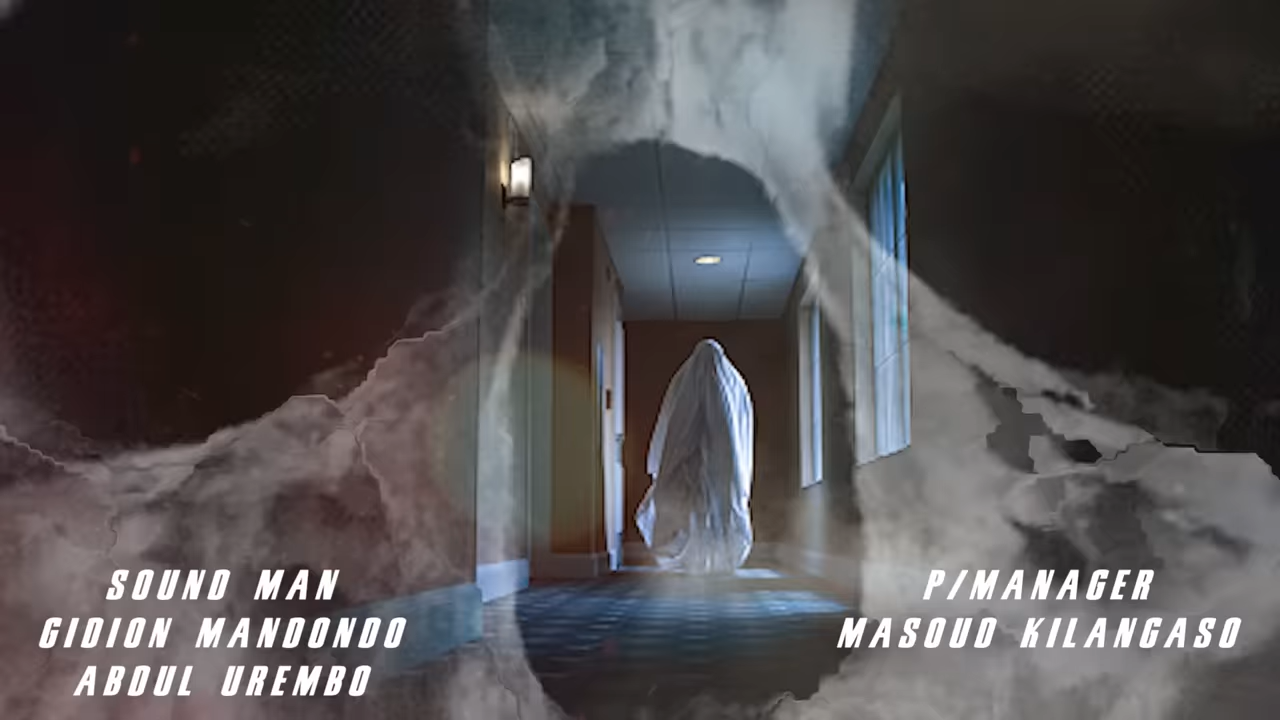 SOUND MAN
GIDION MANDONDO
ABDUL UREMBO
P/MANAGER
MASOUD KILANGASO